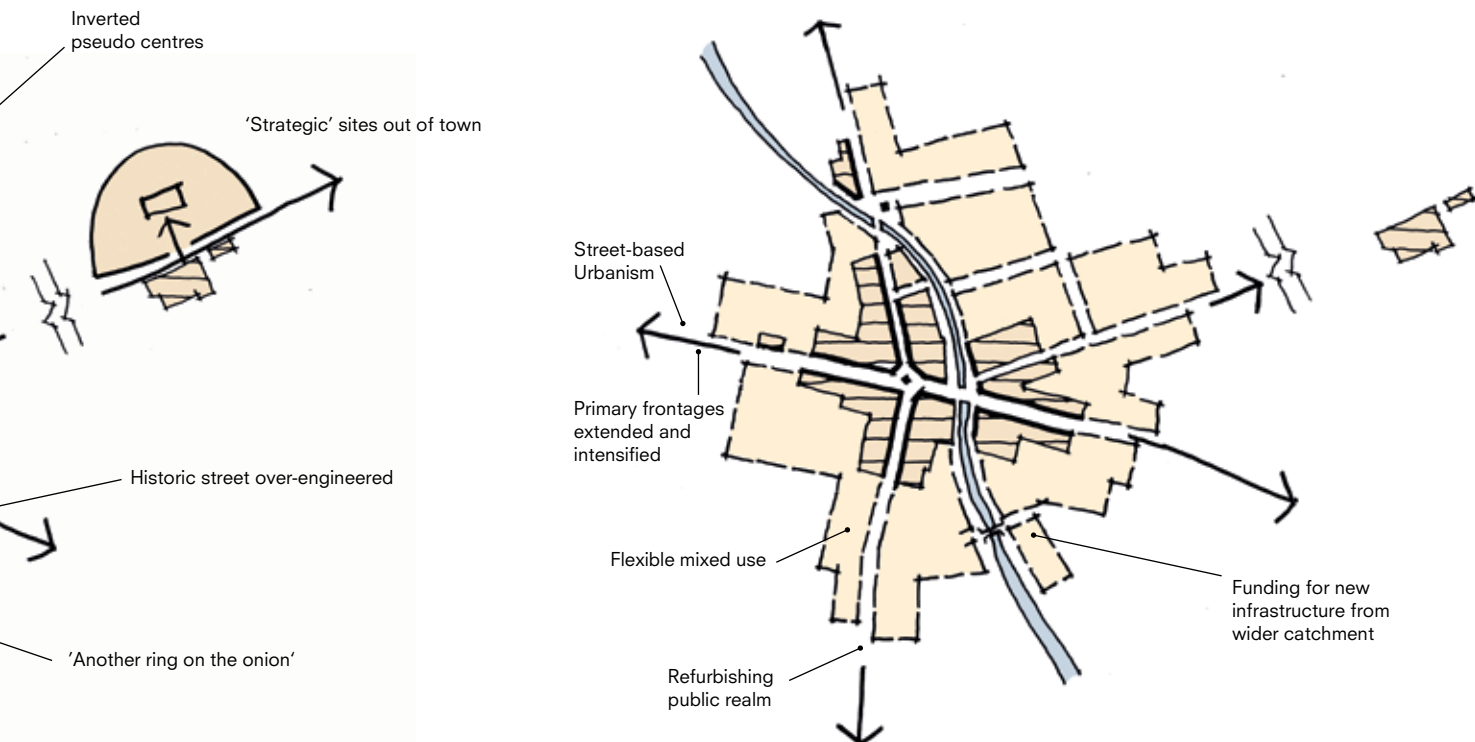 Inverted
pseudo centres
‘Strategic’ sites out of town
Historic street over-engineered
’Another ring on the onion‘
Street-based
Urbanism
Primary frontages
extended and
intensified
Flexible mixed use
Refurbishing
public realm
Funding for new
infrastructure from
wider catchment